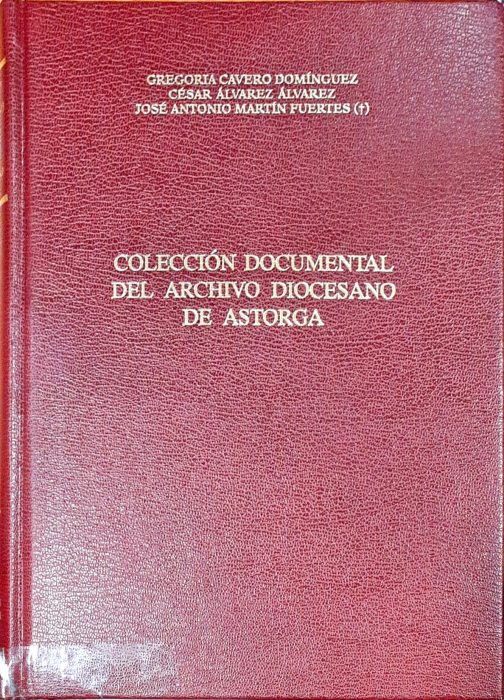 GREGORIA CAVERO DOMÍNGUEZ
CÉSAR ÁLVAREZ ÁLVAREZ
JOSÉ ANTONIO MARTÍN FUERTES (†)
COLECCIÓN DOCUMENTAL
DEL ARCHIVO DIOCESANO
DE ASTORGA